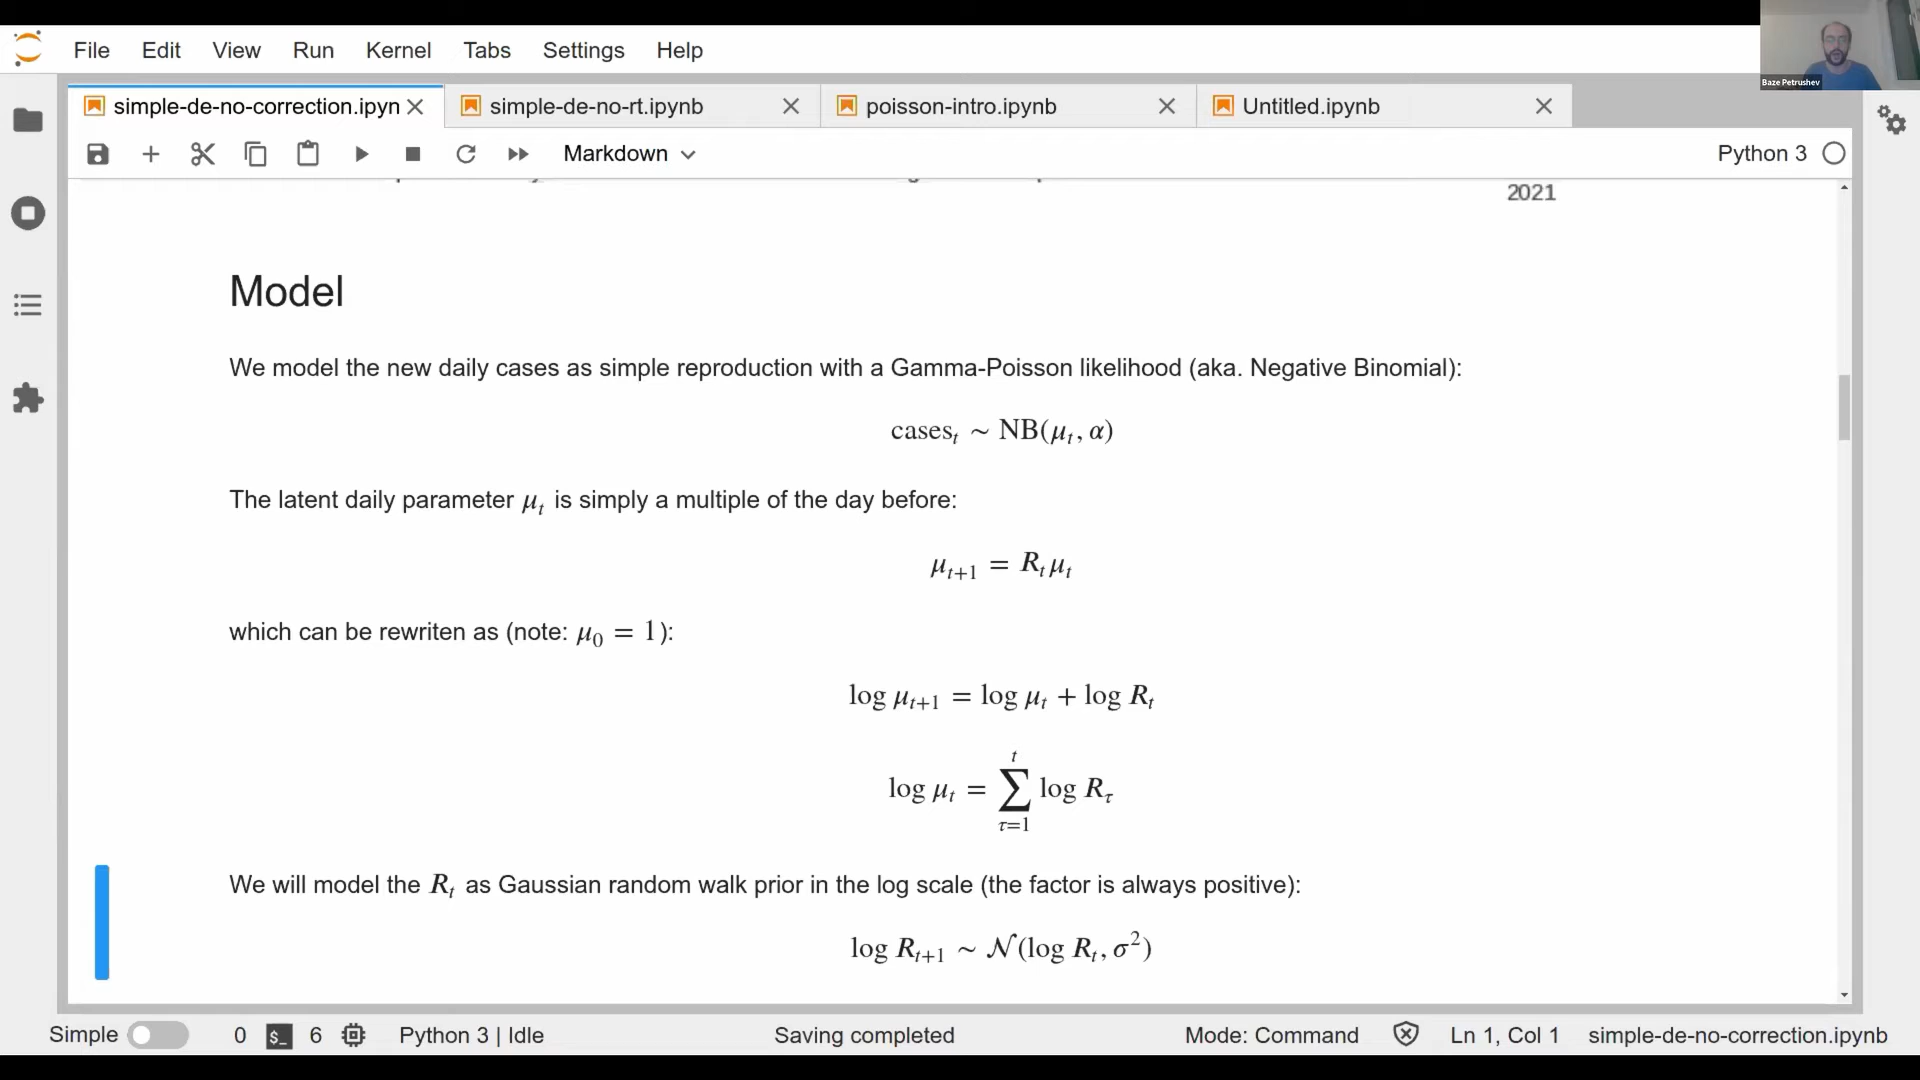 Baze Petrushev
File Edit View Run Kernel Tabs Settings Help
simple-de-no-correction.ipyn simple-de-no-rt.ipynb poisson-intro.ipynb Untitled.ipynb
Markdown Python 3
2021
Model
We model the new daily cases as simple reproduction with a Gamma-Poisson likelihood (aka. Negative Binomial):
cases_t ∼ NB(μ_t, α)
The latent daily parameter μ_t is simply a multiple of the day before:
μ_{t+1} = R_t μ_t
which can be rewriten as (note: μ_0 = 1):
log μ_{t+1} = log μ_t + log R_t
log μ_t = ∑_{τ=1}^{t} log R_τ
We will model the R_t as Gaussian random walk prior in the log scale (the factor is always positive):
log R_{t+1} ∼ 𝒩(log R_t, σ^2)
Simple 0 $_ 6 Python 3 | Idle Saving completed Mode: Command Ln 1, Col 1 simple-de-no-correction.ipynb